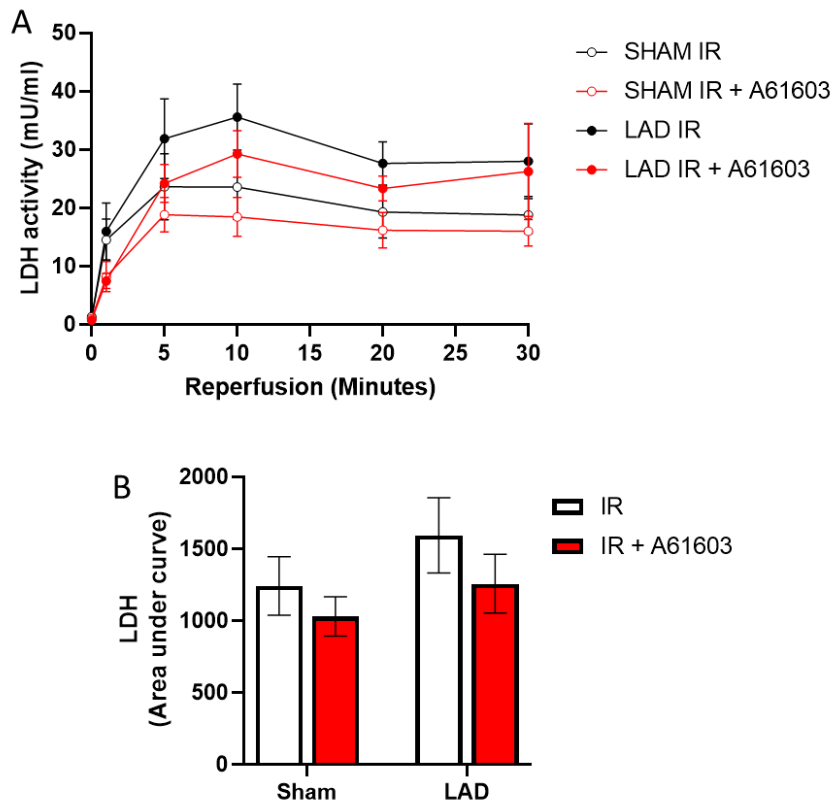 A
50
40
30
20
10
0
LDH activity (mU/ml)
0 5 10 15 20 25 30
Reperfusion (Minutes)
SHAM IR
SHAM IR + A61603
LAD IR
LAD IR + A61603
B
2000
1500
1000
500
0
LDH
(Area under curve)
Sham LAD
IR
IR + A61603